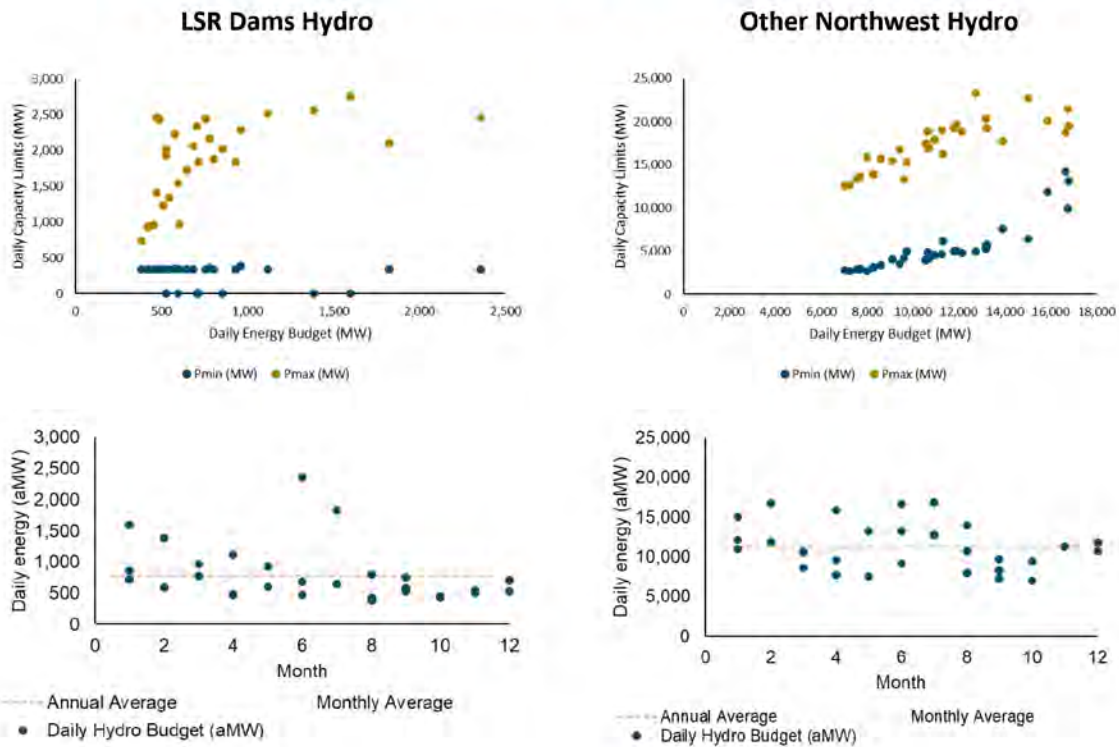 LSR Dams Hydro
Other Northwest Hydro
Daily Capacity Limits (MW)
3,000
2,500
2,000
1,500
1,000
500
0
500
1,000
1,500
2,000
2,500
Daily Energy Budget (MW)
Pmin (MW) Pmax (MW)
Daily Capacity Limits (MW)
25,000
20,000
15,000
10,000
5,000
0
0 2,000 4,000 6,000 8,000 10,000 12,000 14,000 16,000 18,000
Daily Energy Budget (MW)
Pmin (MW) Pmax (MW)
Daily energy (aMW)
3,000
2,500
2,000
1,500
1,000
500
0
0 2 4 6 8 10 12
Month
Annual Average Monthly Average
Daily Hydro Budget (aMW)
Daily energy (aMW)
25,000
20,000
15,000
10,000
5,000
0
0 2 4 6 8 10 12
Month
Annual Average Monthly Average
Daily Hydro Budget (aMW)